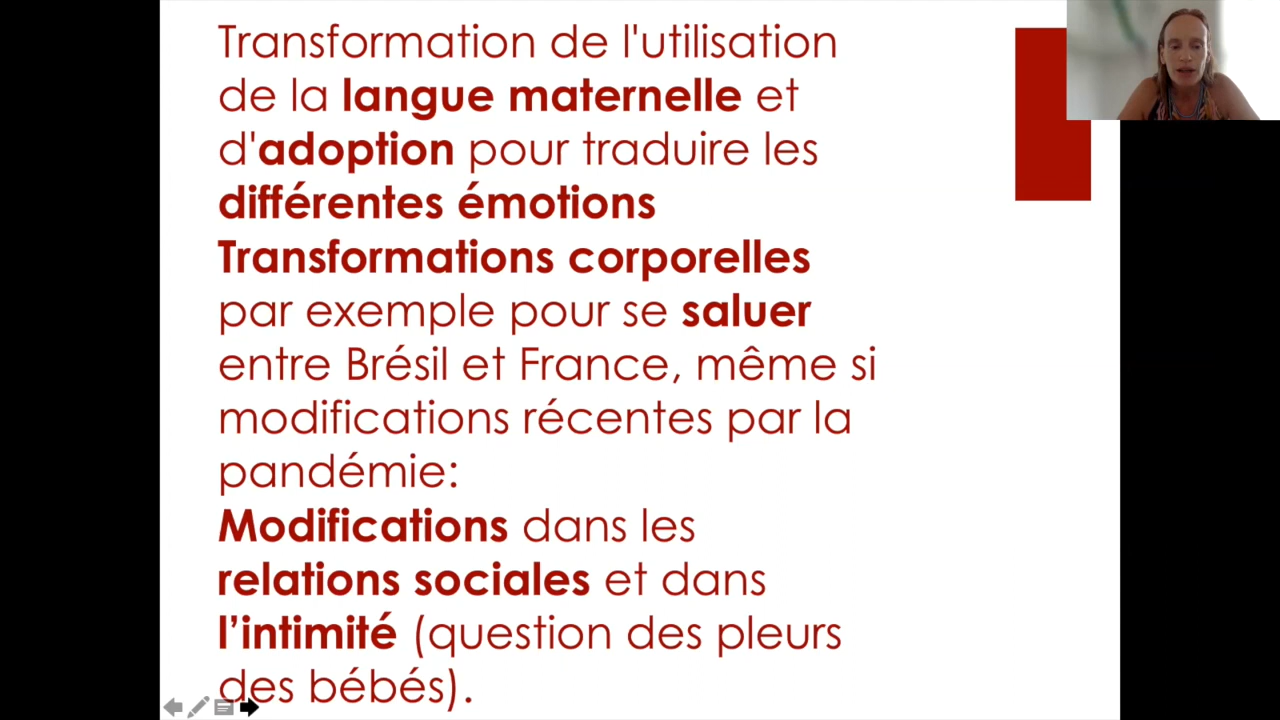 Transformation de l'utilisation
de la langue maternelle et
d'adoption pour traduire les
différentes émotions
Transformations corporelles
par exemple pour se saluer
entre Brésil et France, même si
modifications récentes par la
pandémie:
Modifications dans les
relations sociales et dans
l’intimité (question des pleurs
des bébés).